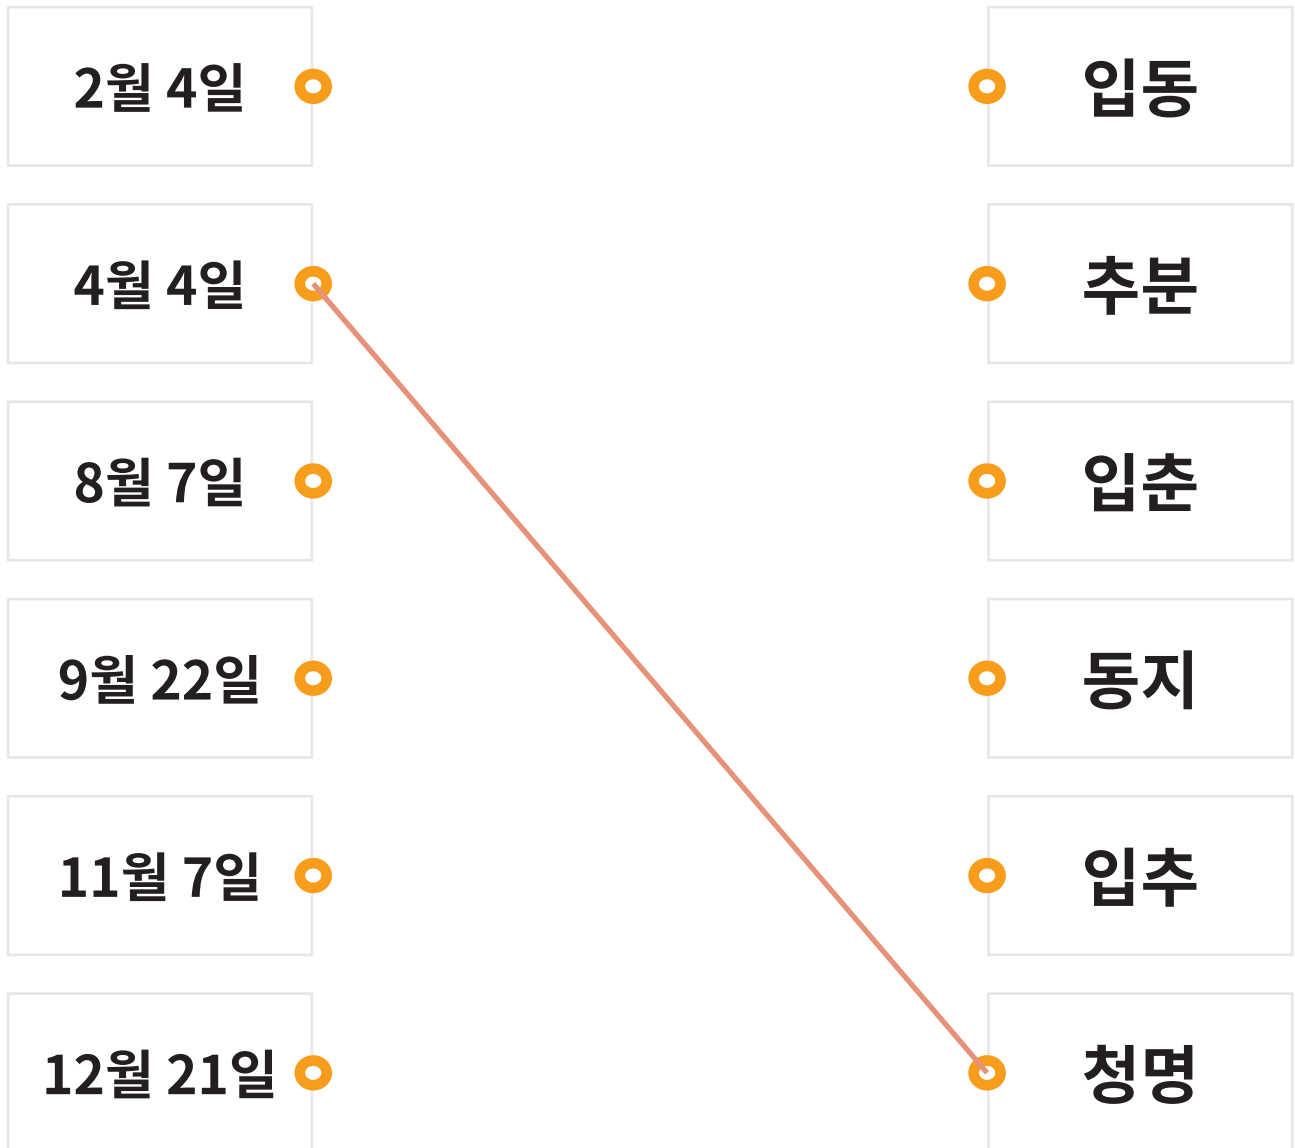 2월 4일
입동
4월 4일
추분
8월 7일
입춘
9월 22일
동지
11월 7일
입추
12월 21일
청명